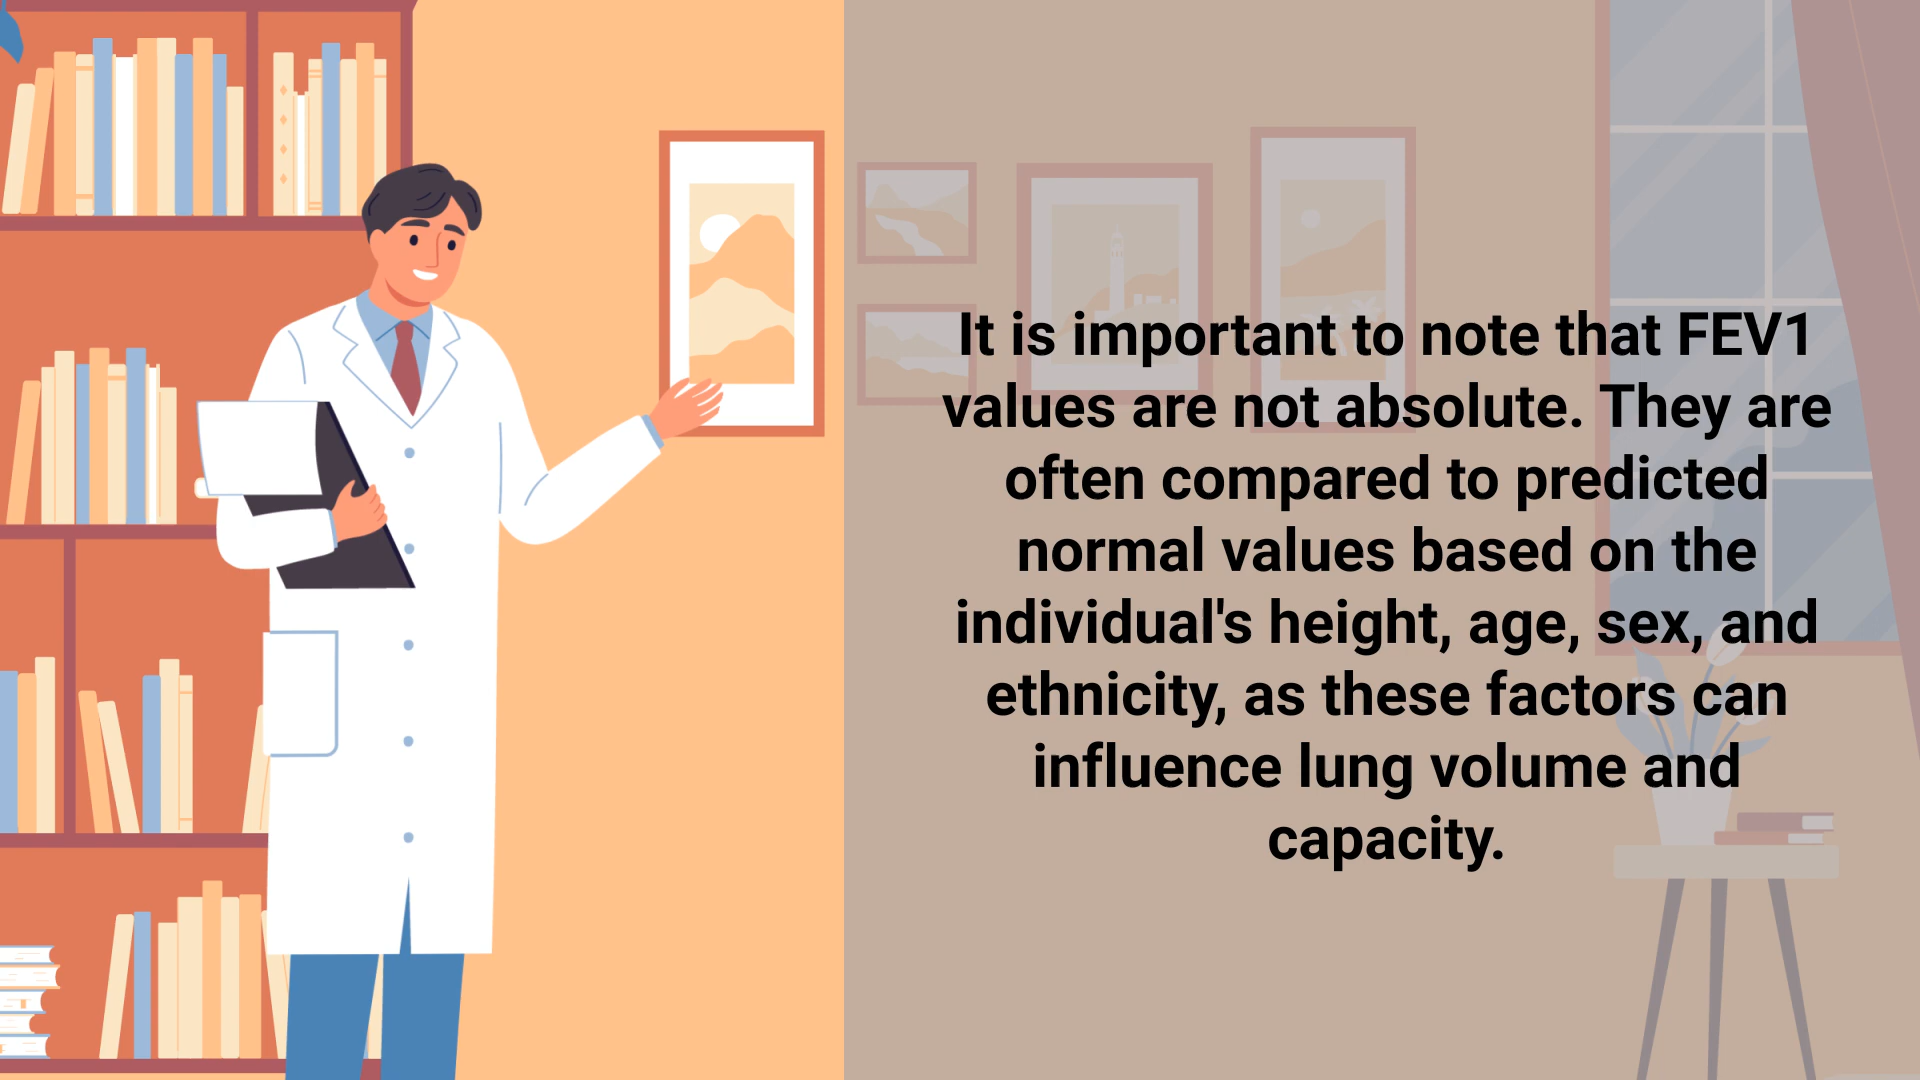 It is important to note that FEV1
values are not absolute. They are
often compared to predicted
normal values based on the
individual's height, age, sex, and
ethnicity, as these factors can
influence lung volume and
capacity.